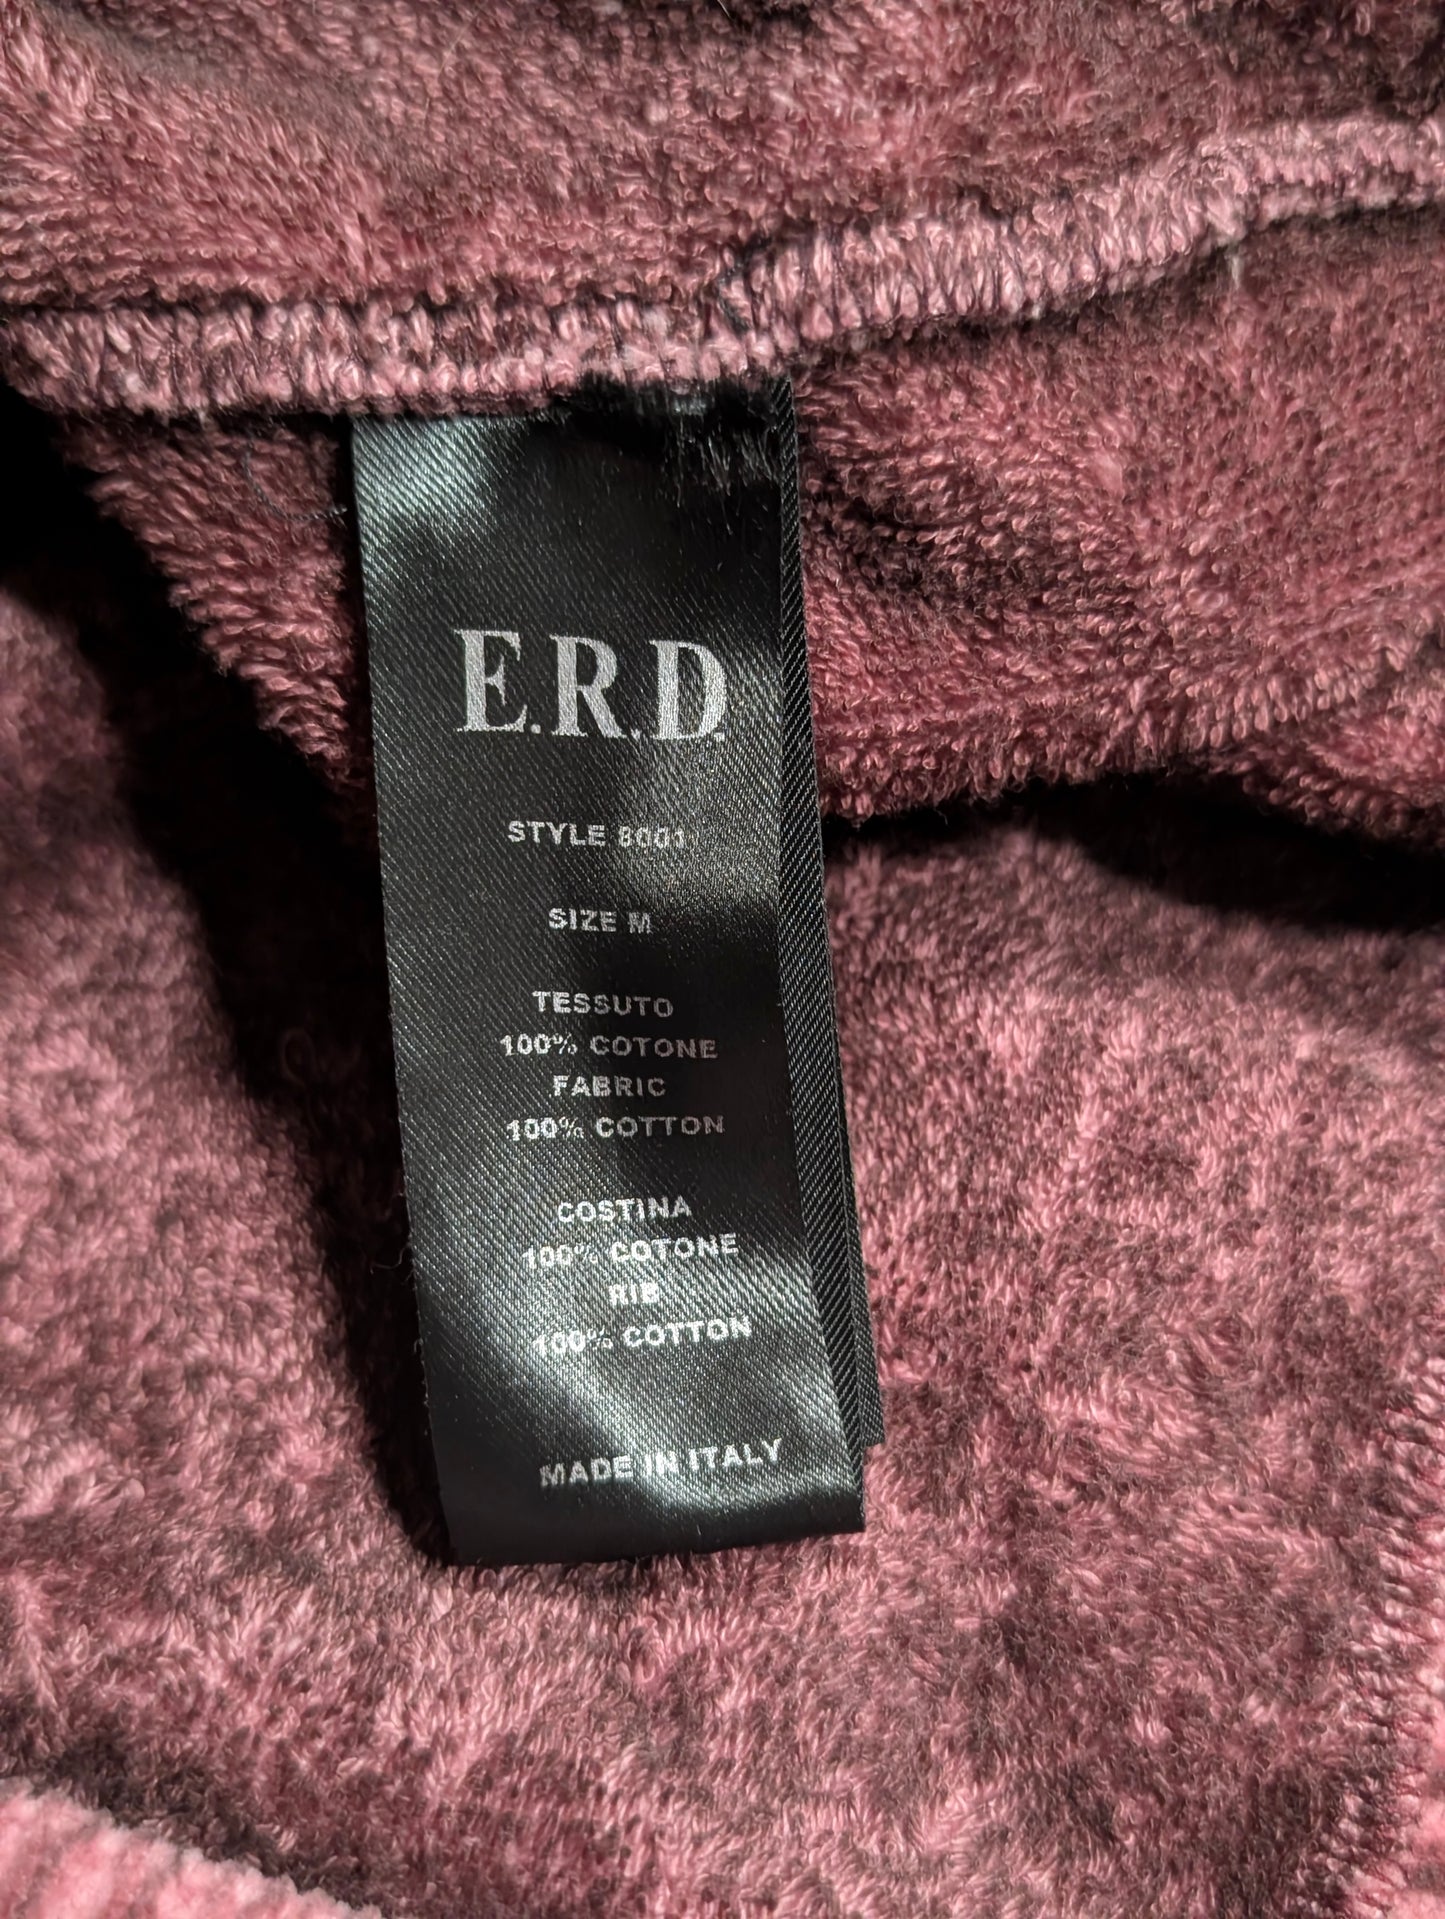 E.R.D.
STYLE 8001
SIZE M
TESSUTO
100% COTONE
FABRIC
100% COTTON
COSTINA
100% COTONE
RIB
100% COTTON
MADE IN ITALY